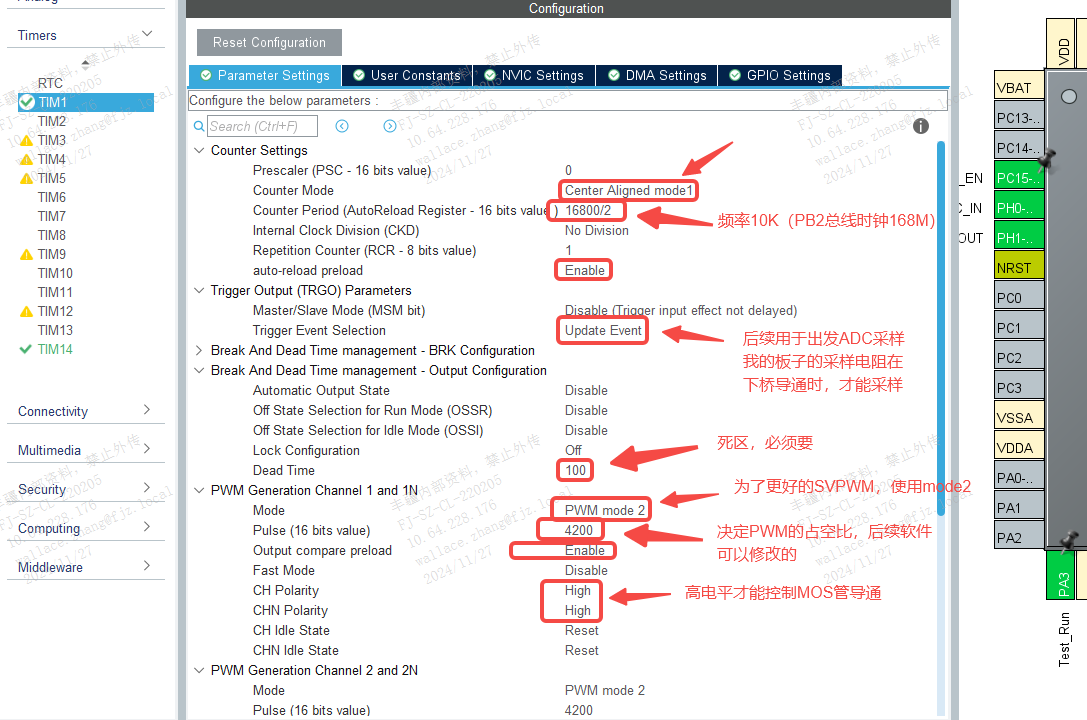 Configuration
Timers
RTC
TIM1
TIM2
TIM3
TIM4
TIM5
TIM6
TIM7
TIM8
TIM9
TIM10
TIM11
TIM12
TIM13
TIM14
Connectivity
Multimedia
Security
Computing
Middleware
Reset Configuration
Parameter Settings
User Constants
NVIC Settings
DMA Settings
GPIO Settings
Configure the below parameters :
Search (Ctrl+F)
Counter Settings
Prescaler (PSC - 16 bits value) 0
Counter Mode Center Aligned mode1
Counter Period (AutoReload Register - 16 bits value ) 16800/2
Internal Clock Division (CKD) No Division
Repetition Counter (RCR - 8 bits value) 1
auto-reload preload Enable
Trigger Output (TRGO) Parameters
Master/Slave Mode (MSM bit) Disable (Trigger input effect not delayed)
Trigger Event Selection Update Event
Break And Dead Time management - BRK Configuration
Break And Dead Time management - Output Configuration
Automatic Output State Disable
Off State Selection for Run Mode (OSSR) Disable
Off State Selection for Idle Mode (OSSI) Disable
Lock Configuration Off
Dead Time 100
PWM Generation Channel 1 and 1N
Mode PWM mode 2
Pulse (16 bits value) 4200
Output compare preload Enable
Fast Mode Disable
CH Polarity High
CHN Polarity High
CH Idle State Reset
CHN Idle State Reset
PWM Generation Channel 2 and 2N
Mode PWM mode 2
Pulse (16 bits value) 4200
频率10K（PB2总线时钟168M）
后续用于出发ADC采样
我的板子的采样电阻在
下桥导通时，才能采样
死区，必须要
为了更好的SVPWM，使用mode2
决定PWM的占空比，后续软件
可以修改的
高电平才能控制MOS管导通
VDD
VBAT
PC13-..
PC14-..
_EN
PC15-..
C_IN
PH0-..
OUT
PH1-..
NRST
PC0
PC1
PC2
PC3
VSSA
VDDA
PA0-..
PA1
PA2
PA3
Test_Run
丰疆内部资料，禁止外传
FJ-SZ-CL-220205
10.64.228.176
wallace.zhang@fjz.local
2024/11/27